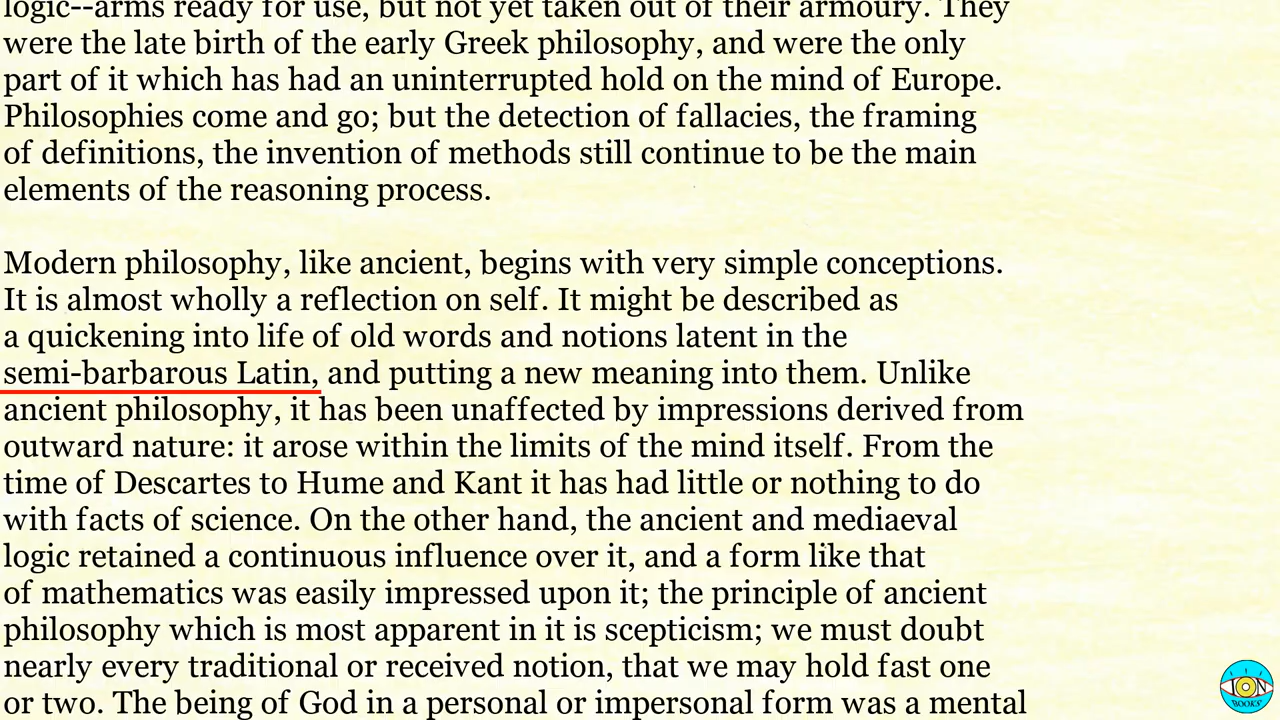 logic--arms ready for use, but not yet taken out of their armoury. They
were the late birth of the early Greek philosophy, and were the only
part of it which has had an uninterrupted hold on the mind of Europe.
Philosophies come and go; but the detection of fallacies, the framing
of definitions, the invention of methods still continue to be the main
elements of the reasoning process.
Modern philosophy, like ancient, begins with very simple conceptions.
It is almost wholly a reflection on self. It might be described as
a quickening into life of old words and notions latent in the
semi-barbarous Latin, and putting a new meaning into them. Unlike
ancient philosophy, it has been unaffected by impressions derived from
outward nature: it arose within the limits of the mind itself. From the
time of Descartes to Hume and Kant it has had little or nothing to do
with facts of science. On the other hand, the ancient and mediaeval
logic retained a continuous influence over it, and a form like that
of mathematics was easily impressed upon it; the principle of ancient
philosophy which is most apparent in it is scepticism; we must doubt
nearly every traditional or received notion, that we may hold fast one
or two. The being of God in a personal or impersonal form was a mental
ION
BOOKS